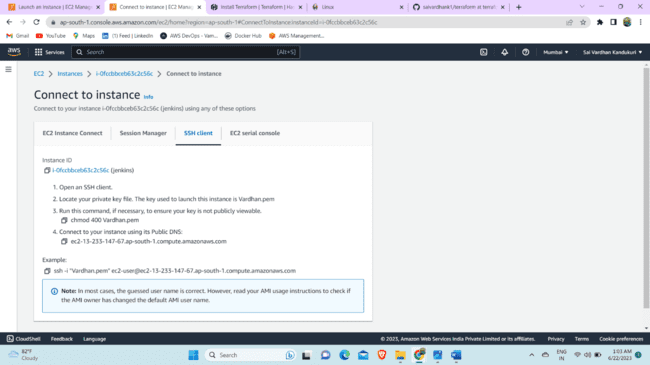 Launch an instance | EC2 Manag
Connect to instance | EC2 Manag
Install Terraform | Terraform | Ha
Unica
saivardhankt/terraform at terraf
ap-south-1.console.aws.amazon.com/ec2/home?region=ap-south-1#ConnectToInstance:instanceId=i-0fccbbceb63c2c56c
Gmail
YouTube
Maps
(1) Feed | LinkedIn
AWS DevOps - Vam...
Docker Hub
AWS Management...
aws
Services
Search
[Alt+S]
Mumbai
Sai Vardhan Kandukuri
EC2 > Instances > i-0fccbbceb63c2c56c > Connect to instance
Connect to instance Info
Connect to your instance i-0fccbbceb63c2c56c (jenkins) using any of these options
EC2 Instance Connect
Session Manager
SSH client
EC2 serial console
Instance ID
i-0fccbbceb63c2c56c (jenkins)
1. Open an SSH client.
2. Locate your private key file. The key used to launch this instance is Vardhan.pem
3. Run this command, if necessary, to ensure your key is not publicly viewable.
chmod 400 Vardhan.pem
4. Connect to your instance using its Public DNS:
ec2-13-233-147-67.ap-south-1.compute.amazonaws.com
Example:
ssh -i "Vardhan.pem" ec2-user@ec2-13-233-147-67.ap-south-1.compute.amazonaws.com
Note: In most cases, the guessed user name is correct. However, read your AMI usage instructions to check if
the AMI owner has changed the default AMI user name.
CloudShell
Feedback
Language
© 2023, Amazon Web Services India Private Limited or its affiliates.
Privacy
Terms
Cookie preferences
82°F
Cloudy
Search
ENG
IN
1:03 AM
6/22/2023